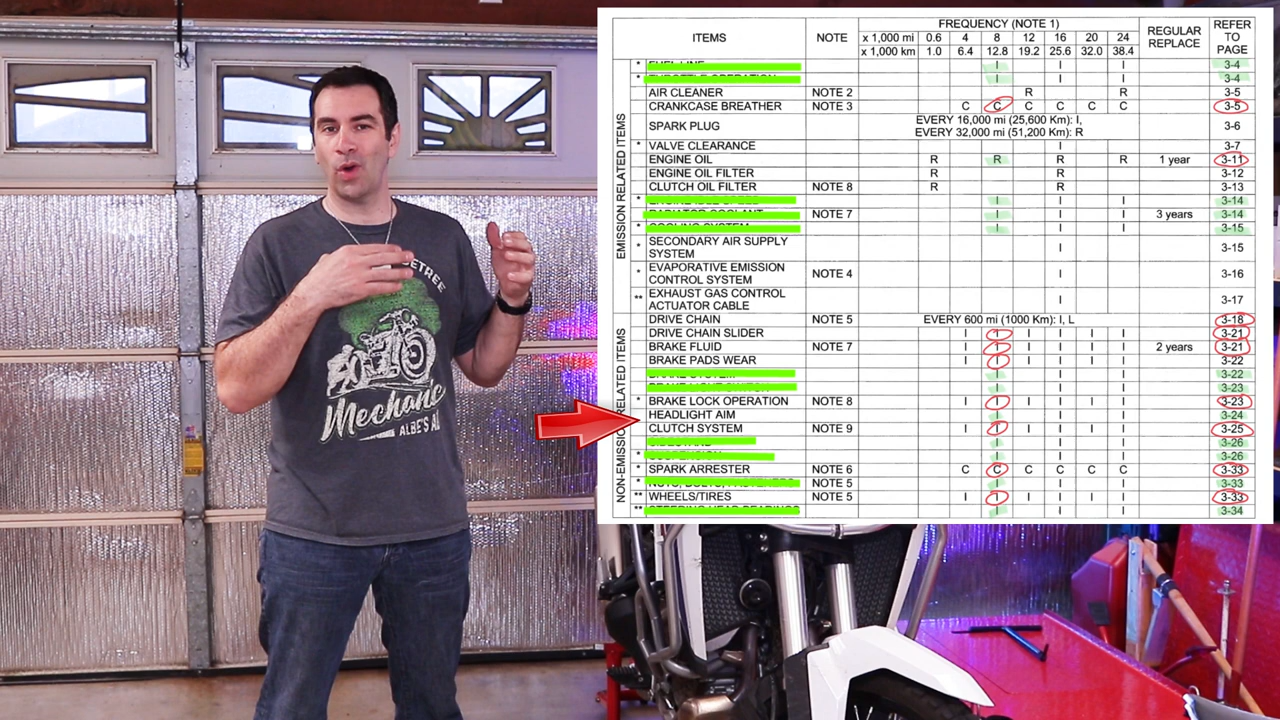 ITEMS NOTE FREQUENCY (NOTE 1) REGULAR REPLACE REFER TO PAGE
x 1,000 mi 0.6 4 8 12 16 20 24
x 1,000 km 1.0 6.4 12.8 19.2 25.6 32.0 38.4
EMISSION RELATED ITEMS
* I I I 3-4
* I I I 3-4
AIR CLEANER NOTE 2 R R 3-5
CRANKCASE BREATHER NOTE 3 C C C C C C 3-5
SPARK PLUG EVERY 16,000 mi (25,600 Km): I, 3-6
EVERY 32,000 mi (51,200 Km): R
* VALVE CLEARANCE I 3-7
ENGINE OIL R R R R 1 year 3-11
ENGINE OIL FILTER R R 3-12
CLUTCH OIL FILTER NOTE 8 R R 3-13
* I I I 3-14
NOTE 7 I I I 3 years 3-14
* I I I 3-15
* SECONDARY AIR SUPPLY SYSTEM I 3-15
* EVAPORATIVE EMISSION CONTROL SYSTEM NOTE 4 I 3-16
** EXHAUST GAS CONTROL ACTUATOR CABLE I 3-17
NON-EMISSION RELATED ITEMS
DRIVE CHAIN NOTE 5 EVERY 600 mi (1000 Km): I, L 3-18
DRIVE CHAIN SLIDER I I I I I I 3-21
BRAKE FLUID NOTE 7 I I I I I I 2 years 3-21
BRAKE PADS WEAR I I I I I I 3-22
I I I 3-22
I I I 3-23
* BRAKE LOCK OPERATION NOTE 8 I I I I I I 3-23
HEADLIGHT AIM I I I 3-24
CLUTCH SYSTEM NOTE 9 I I I I I I 3-25
I I I 3-26
* I I I 3-26
* SPARK ARRESTER NOTE 6 C C C C C C 3-33
* NOTE 5 I I I 3-33
** WHEELS/TIRES NOTE 5 I I I I I I 3-33
** I I I 3-34
Mechanic
ALBE'S